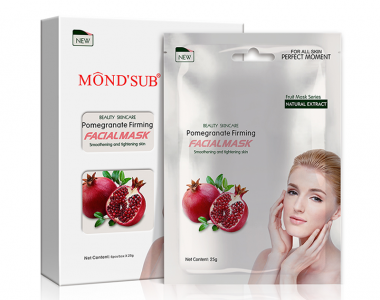 NEW
MOND'SUB®
BEAUTY SKINCARE
Pomegranate Firming
FACIALMASK
Smoothening and tightening skin
Net Content:
25g
NEW
FOR ALL SKIN
PERFECT MOMENT
Fruit Mask Series
NATURAL EXTRACT
BEAUTY SKINCARE
Pomegranate Firming
FACIALMASK
Smoothening and tightening skin
Net Content: 25g